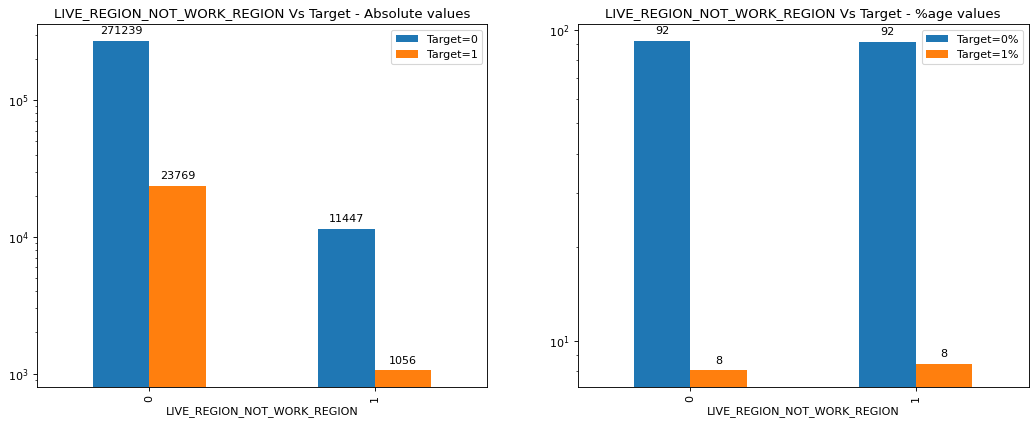 LIVE_REGION_NOT_WORK_REGION Vs Target - Absolute values
271239
23769
11447
1056
Target=0
Target=1
10^5
10^4
10^3
0
1
LIVE_REGION_NOT_WORK_REGION
LIVE_REGION_NOT_WORK_REGION Vs Target - %age values
92
8
92
8
Target=0%
Target=1%
10^2
10^1
0
1
LIVE_REGION_NOT_WORK_REGION